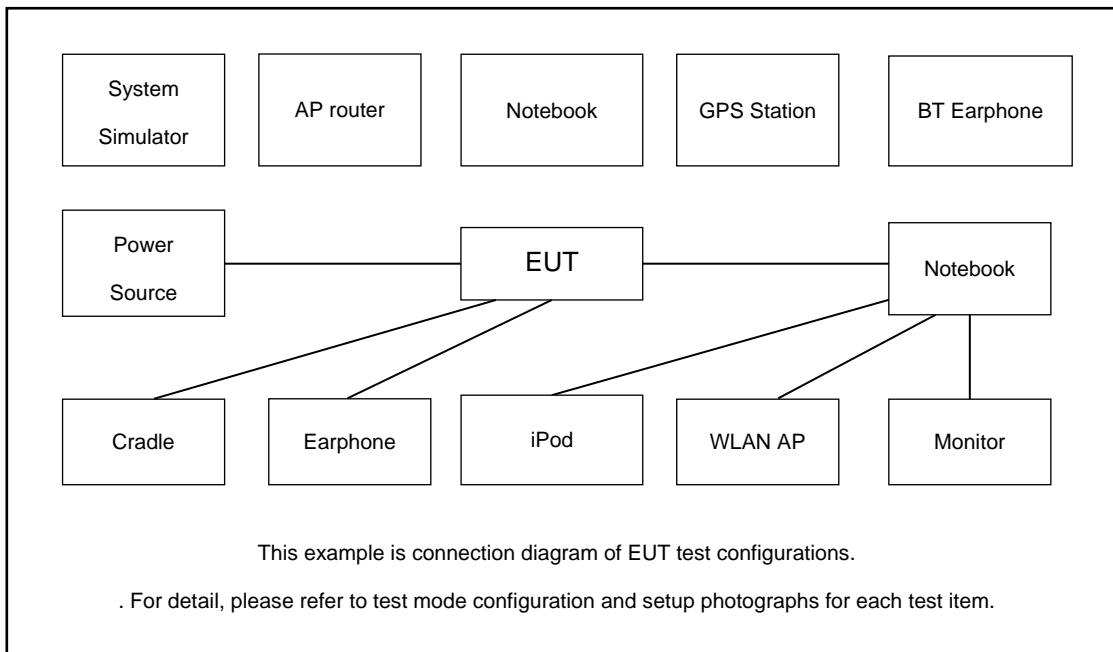 System
Simulator
AP router
Notebook
GPS Station
BT Earphone
Power
Source
EUT
Notebook
Cradle
Earphone
iPod
WLAN AP
Monitor
This example is connection diagram of EUT test configurations.
. For detail, please refer to test mode configuration and setup photographs for each test item.